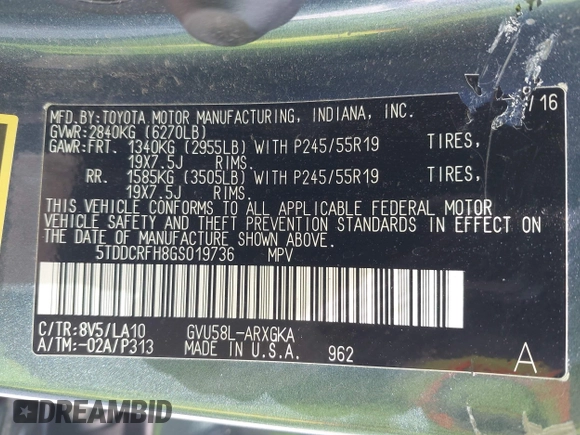 /16
MFD.BY:TOYOTA MOTOR MANUFACTURING, INDIANA, INC.
GVWR:2840KG (6270LB)
GAWR:FRT. 1340KG (2955LB) WITH P245/55R19 TIRES,
19X7.5J RIMS.
RR. 1585KG (3505LB) WITH P245/55R19 TIRES,
19X7.5J RIMS.
THIS VEHICLE CONFORMS TO ALL APPLICABLE FEDERAL MOTOR
VEHICLE SAFETY AND THEFT PREVENTION STANDARDS IN EFFECT ON
THE DATE OF MANUFACTURE SHOWN ABOVE.
5TDDCRFH8GS019736 MPV
C/TR:8V5/LA10 GVU58L-ARXGKA
A/TM:-02A/P313 MADE IN U.S.A. 962 A
DREAMBID